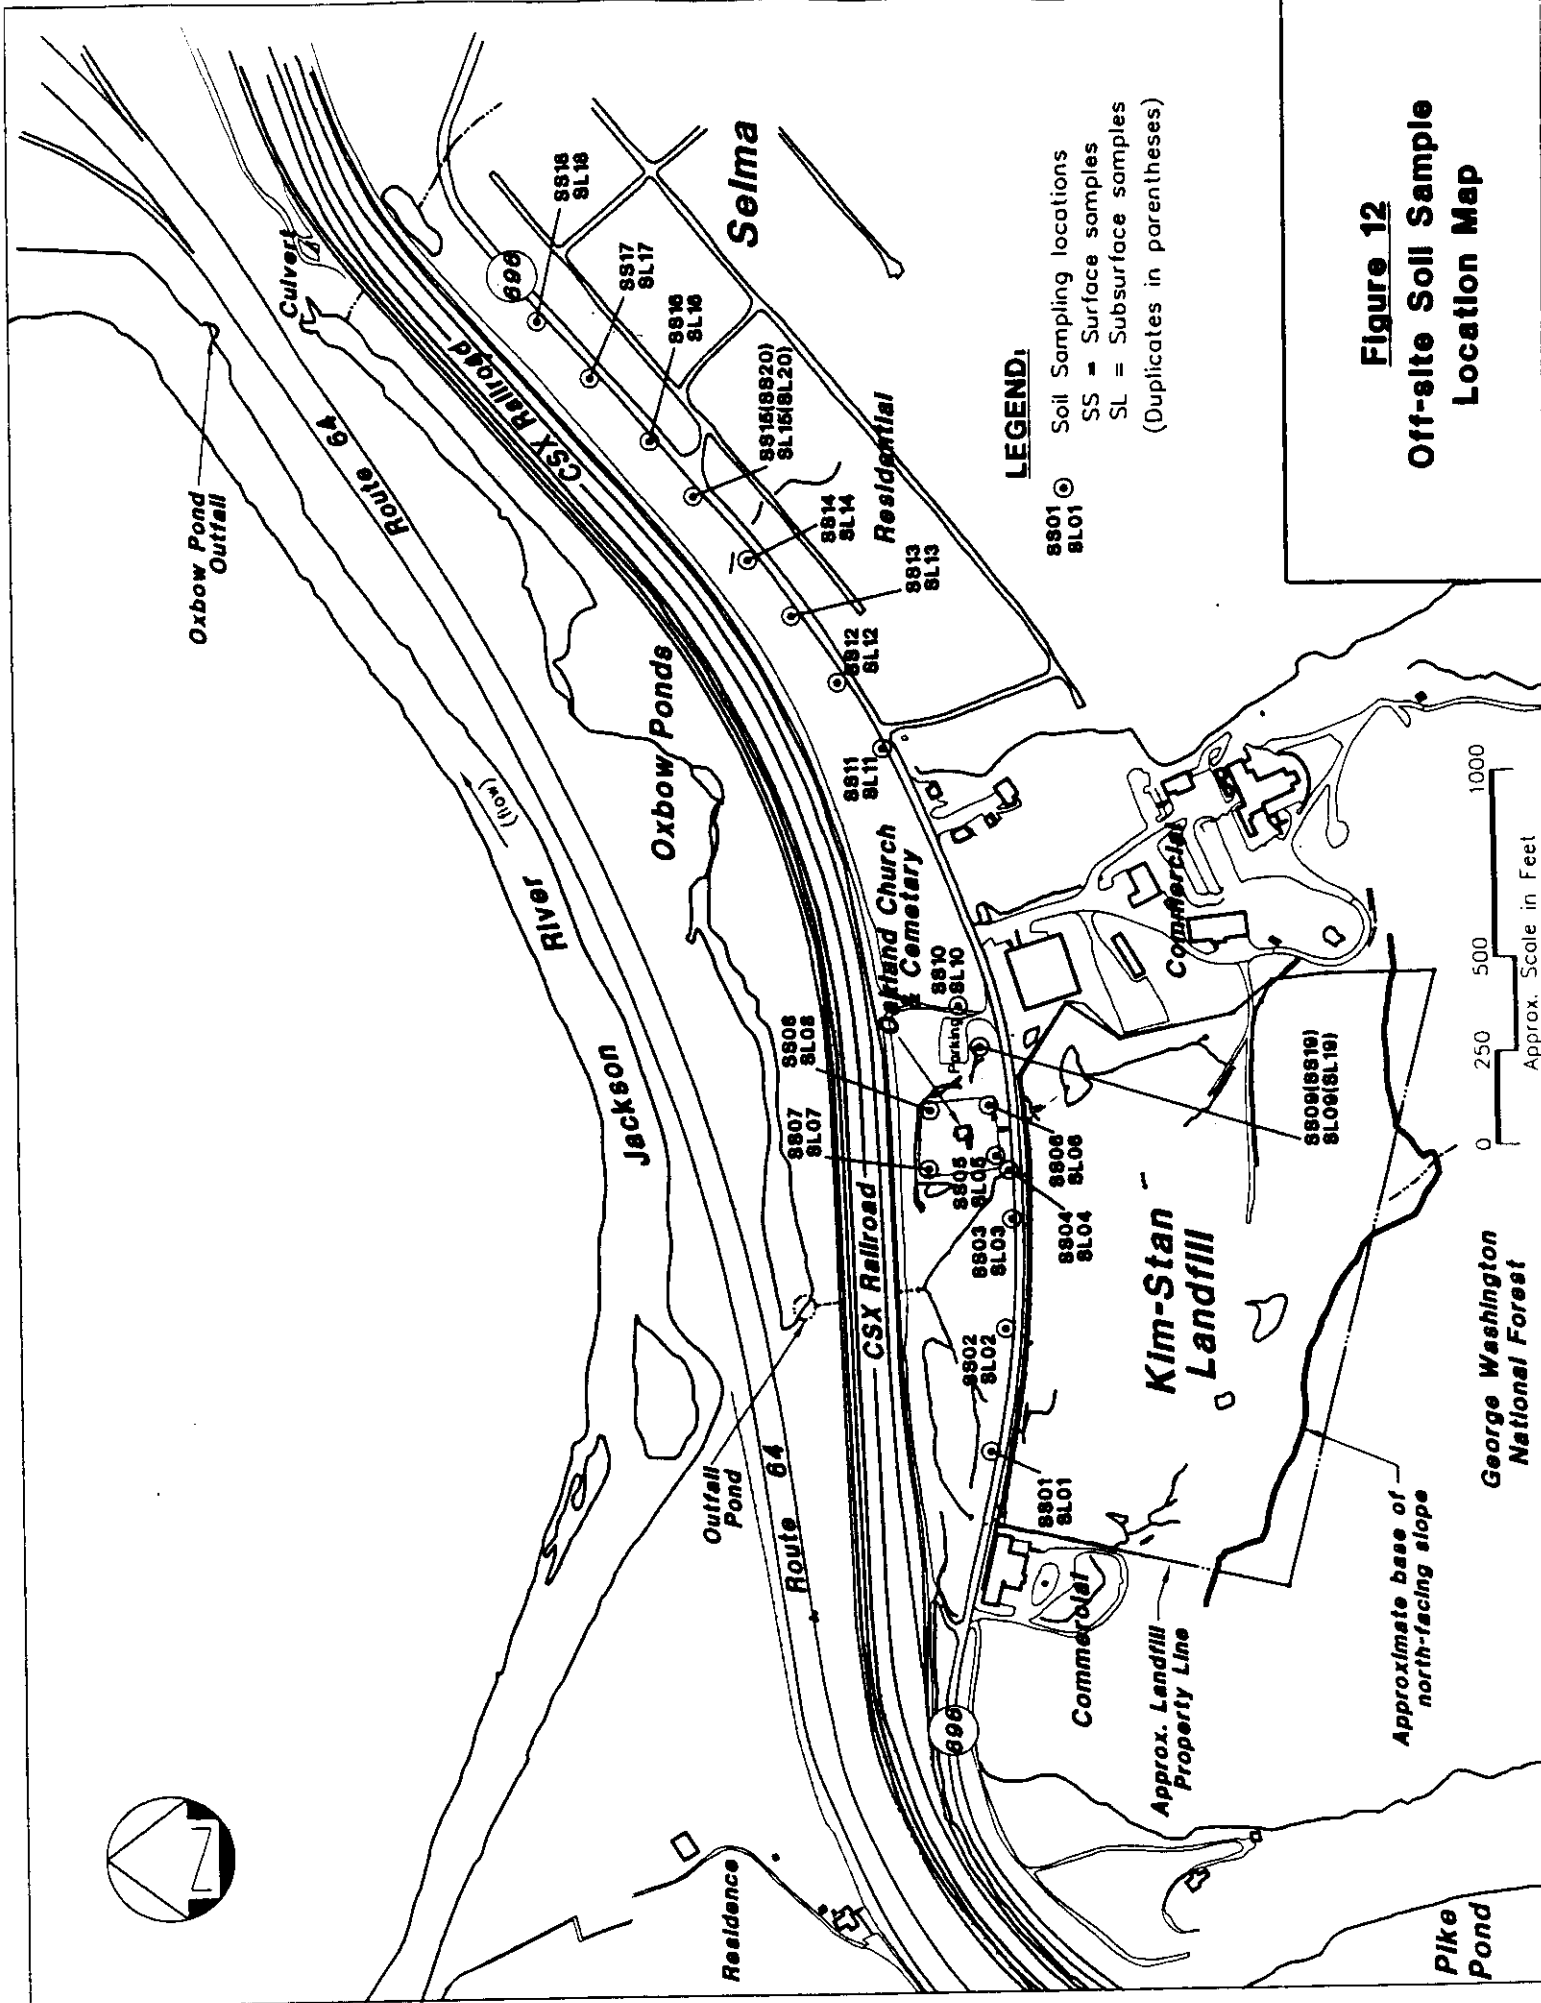 N
Oxbow Pond
Outfall
Culvert
Route 64
CSX Railroad
696
SS18
SL18
SS17
SL17
SS16
SL16
SS15(SS20)
SL15(SL20)
SS14
SL14
SS13
SL13
SS12
SL12
SS11
SL11
Selma
Residential
Oxbow Ponds
(flow)
Jackson River
Oakland Church
& Cemetary
SS10
SL10
Parking
SS08
SL08
SS07
SL07
SS05
SL05
SS06
SL06
SS03
SL03
SS04
SL04
SS02
SL02
SS01
SL01
SS09(SS19)
SL09(SL19)
CSX Railroad
Outfall
Pond
Route 64
Commercial
Kim-Stan
Landfill
Commercial
696
Approx. Landfill
Property Line
Approximate base of
north-facing slope
George Washington
National Forest
Residence
Pike
Pond
LEGEND:
SS01
SL01
Soil Sampling locations
SS = Surface samples
SL = Subsurface samples
(Duplicates in parentheses)
0 250 500 1000
Approx. Scale in Feet
Figure 12
Off-site Soil Sample
Location Map